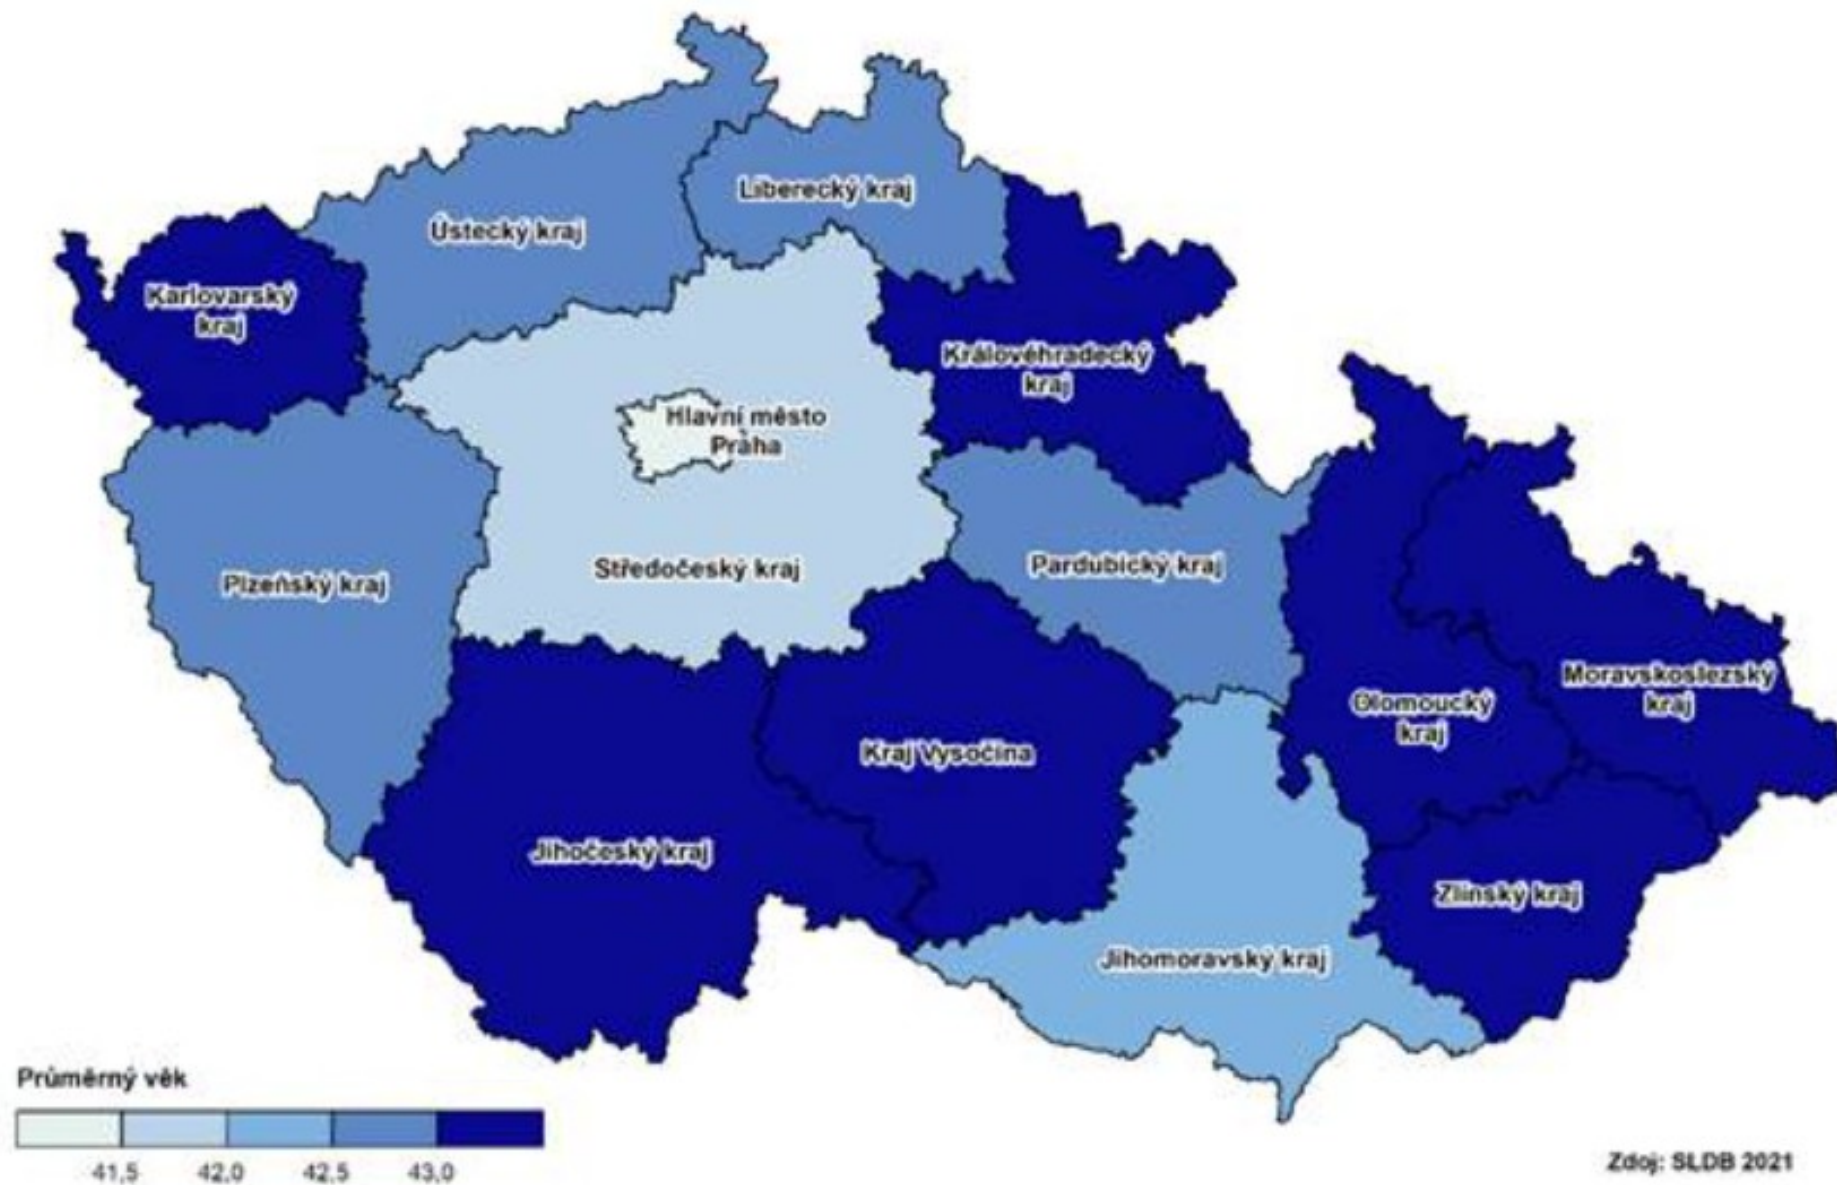 Liberecký kraj
Ústecký kraj
Karlovarský
kraj
Královéhradecký
kraj
Hlavní město
Praha
Středočeský kraj
Pardubický kraj
Plzeňský kraj
Moravskoslezský
kraj
Olomoucký
kraj
Kraj Vysočina
Jihočeský kraj
Zlínský kraj
Jihomoravský kraj
Průměrný věk
41,5 42,0 42,5 43,0
Zdoj: SLDB 2021